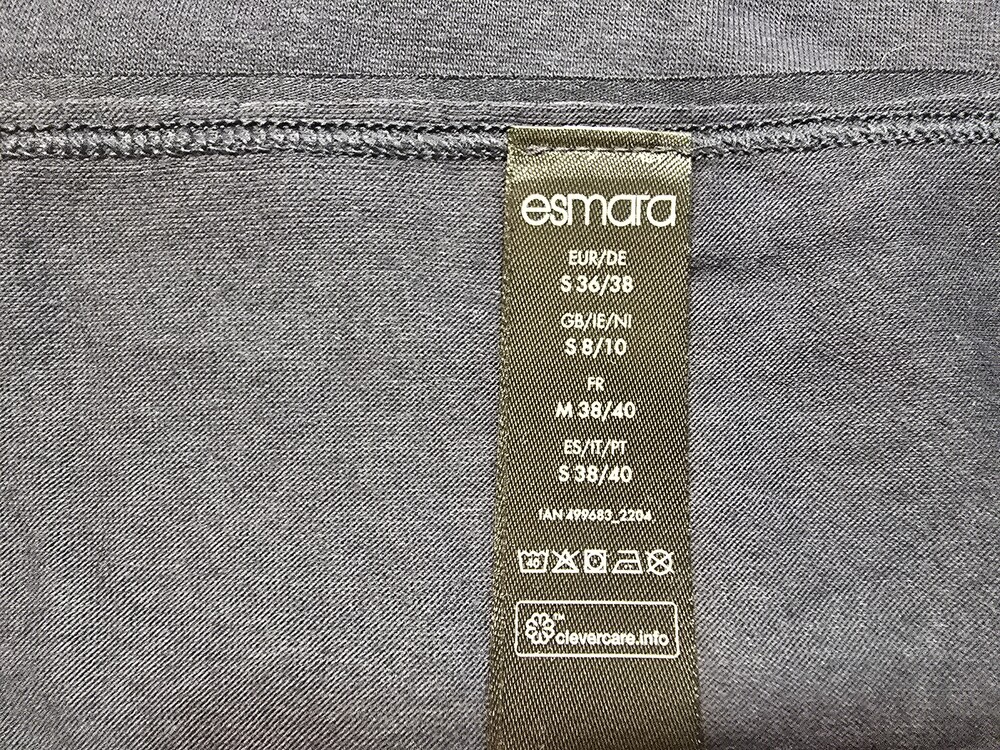 esmara
EUR/DE
S 36/38
GB/IE/NI
S 8/10
FR
M 38/40
ES/IT/PT
S 38/40
IAN 499683_2204
40
clevercare.info